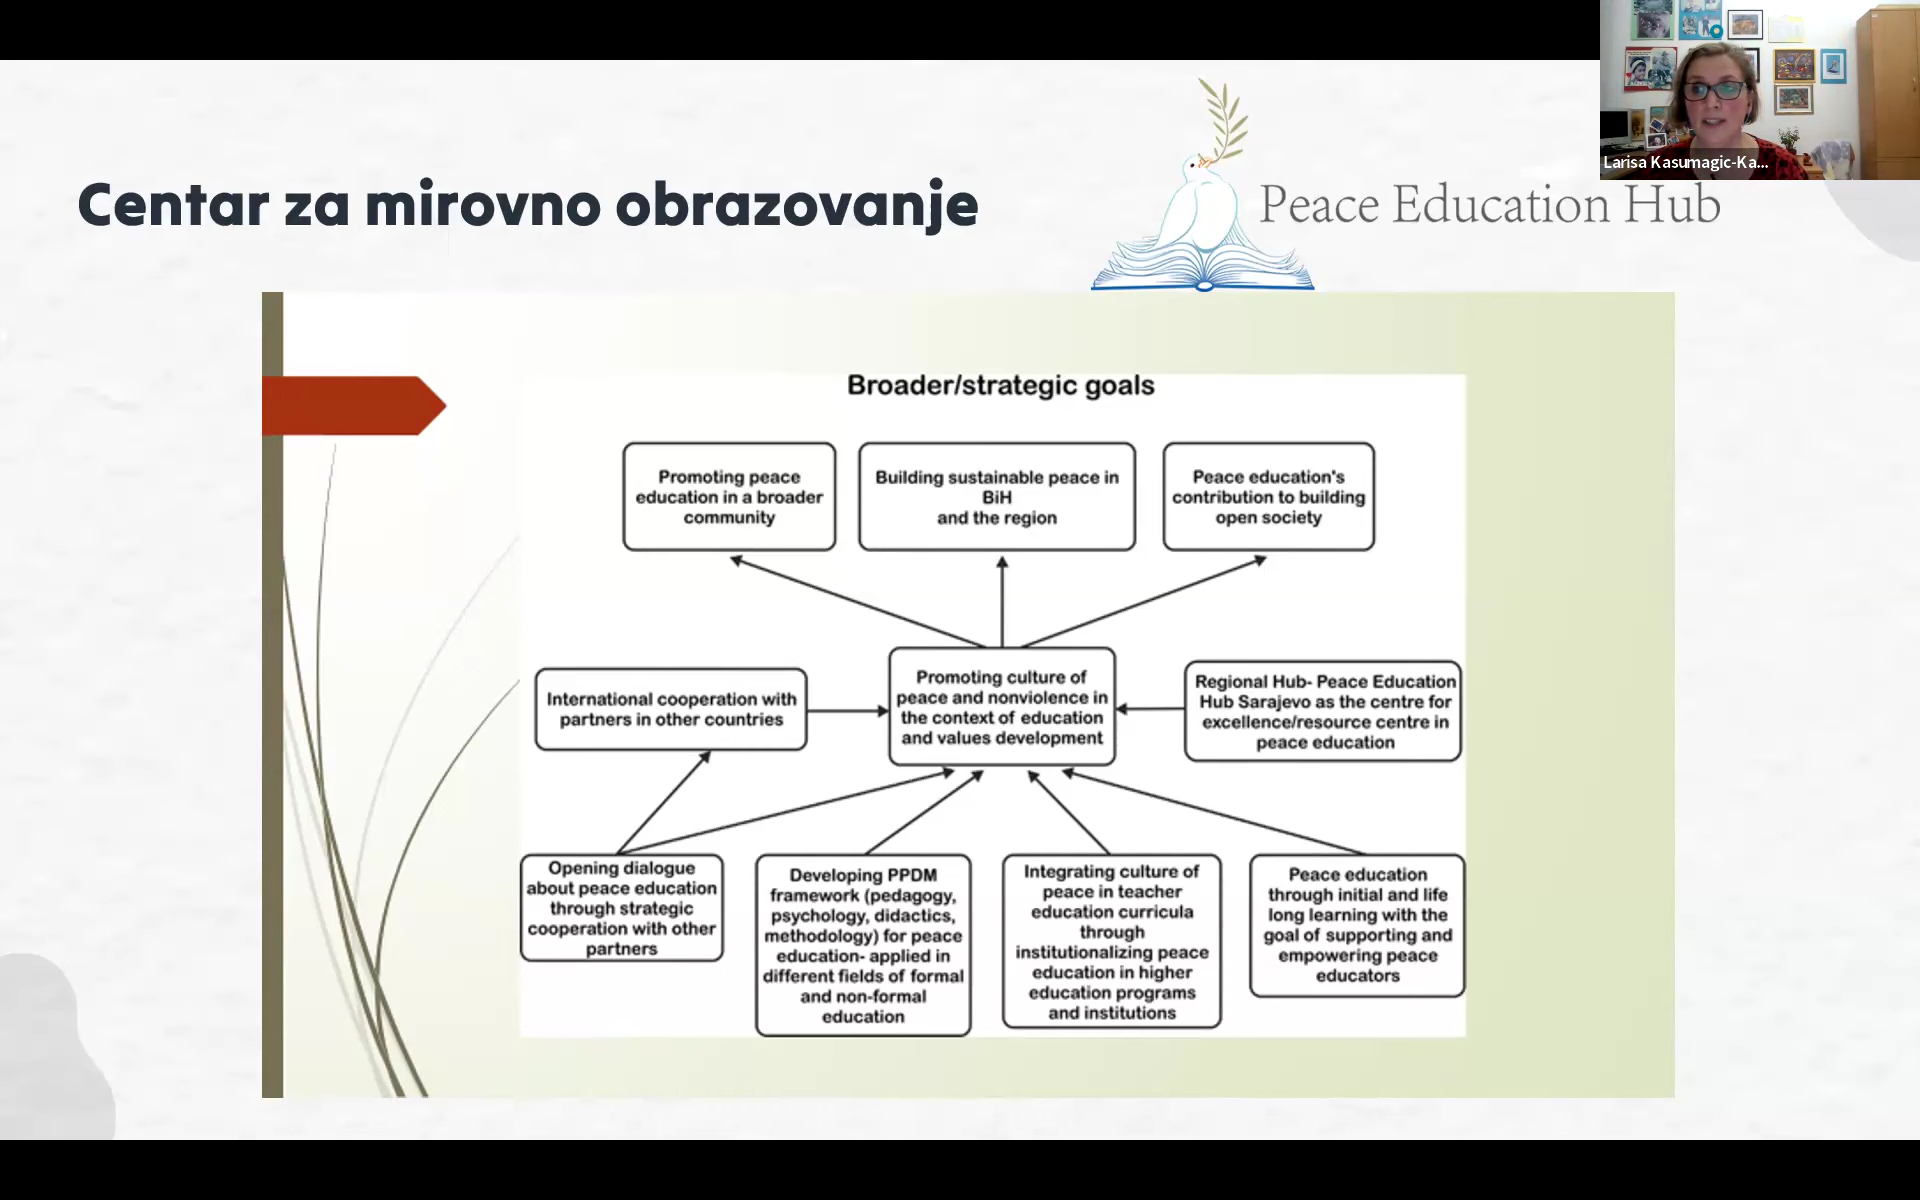 Larisa Kasumagic-Ka...
Centar za mirovno obrazovanje
Peace Education Hub
Broader/strategic goals
Promoting peace
education in a broader
community
Building sustainable peace in
BiH
and the region
Peace education's
contribution to building
open society
International cooperation with
partners in other countries
Promoting culture of
peace and nonviolence in
the context of education
and values development
Regional Hub- Peace Education
Hub Sarajevo as the centre for
excellence/resource centre in
peace education
Opening dialogue
about peace education
through strategic
cooperation with other
partners
Developing PPDM
framework (pedagogy,
psychology, didactics,
methodology) for peace
education- applied in
different fields of formal
and non-formal
education
Integrating culture of
peace in teacher
education curricula
through
institutionalizing peace
education in higher
education programs
and institutions
Peace education
through initial and life
long learning with the
goal of supporting and
empowering peace
educators